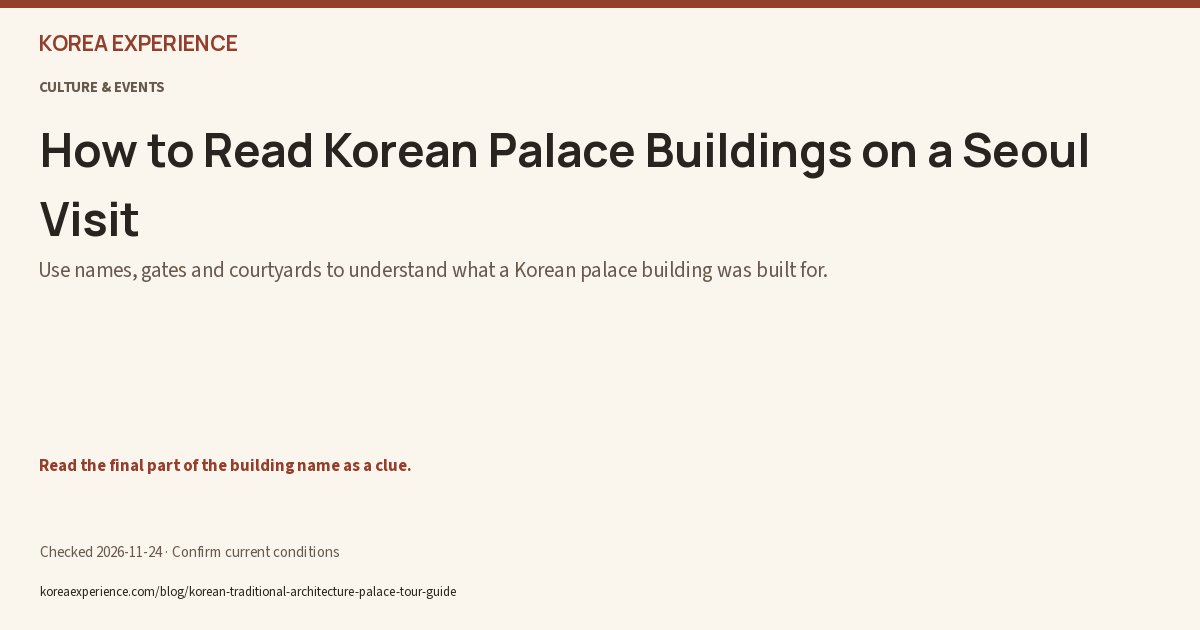 KOREA EXPERIENCE
CULTURE & EVENTS
How to Read Korean Palace Buildings on a Seoul
Visit
Use names, gates and courtyards to understand what a Korean palace building was built for.
Read the final part of the building name as a clue.
Checked 2026-11-24 · Confirm current conditions
koreaexperience.com/blog/korean-traditional-architecture-palace-tour-guide